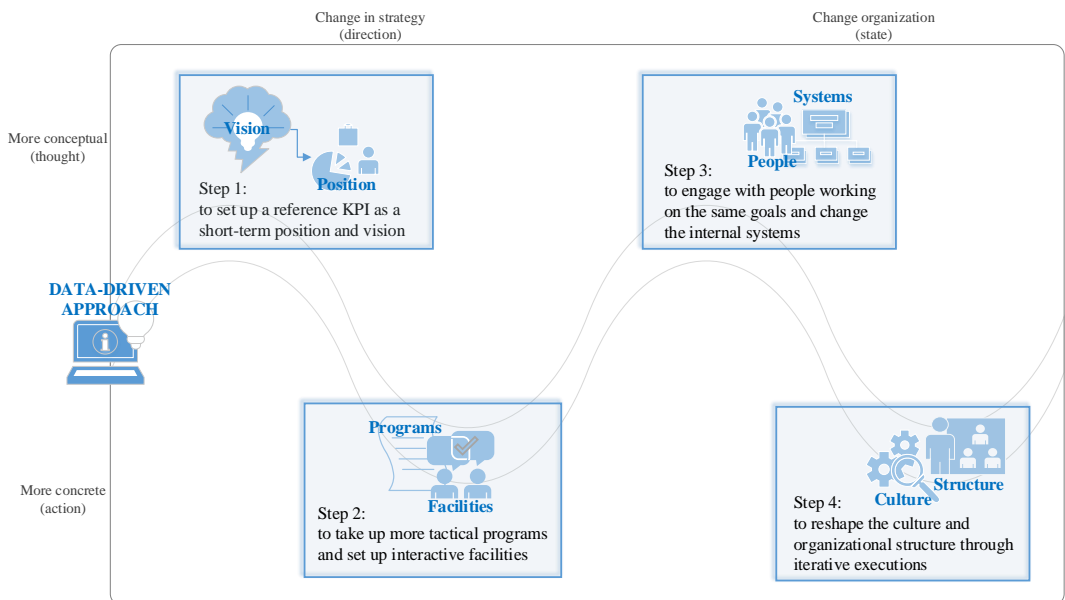 Change in strategy
(direction)
Change organization
(state)
More conceptual
(thought)
Vision
Position
Step 1:
to set up a reference KPI as a
short-term position and vision
Systems
People
Step 3:
to engage with people working
on the same goals and change
the internal systems
DATA-DRIVEN
APPROACH
More concrete
(action)
Programs
Facilities
Step 2:
to take up more tactical programs
and set up interactive facilities
Culture
Structure
Step 4:
to reshape the culture and
organizational structure through
iterative executions